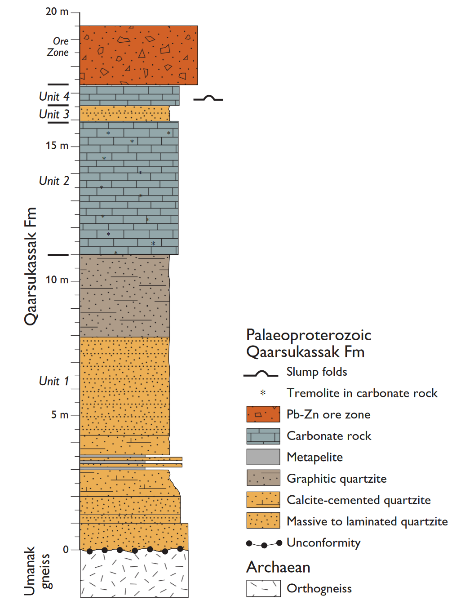 20 m
Ore
Zone
Unit 4
Unit 3
15 m
Unit 2
Qaarsukassak Fm
10 m
Unit 1
5 m
0
Umanak
gneiss
Palaeoproterozoic
Qaarsukassak Fm
Slump folds
Tremolite in carbonate rock
Pb-Zn ore zone
Carbonate rock
Metapelite
Graphitic quartzite
Calcite-cemented quartzite
Massive to laminated quartzite
Unconformity
Archaean
Orthogneiss